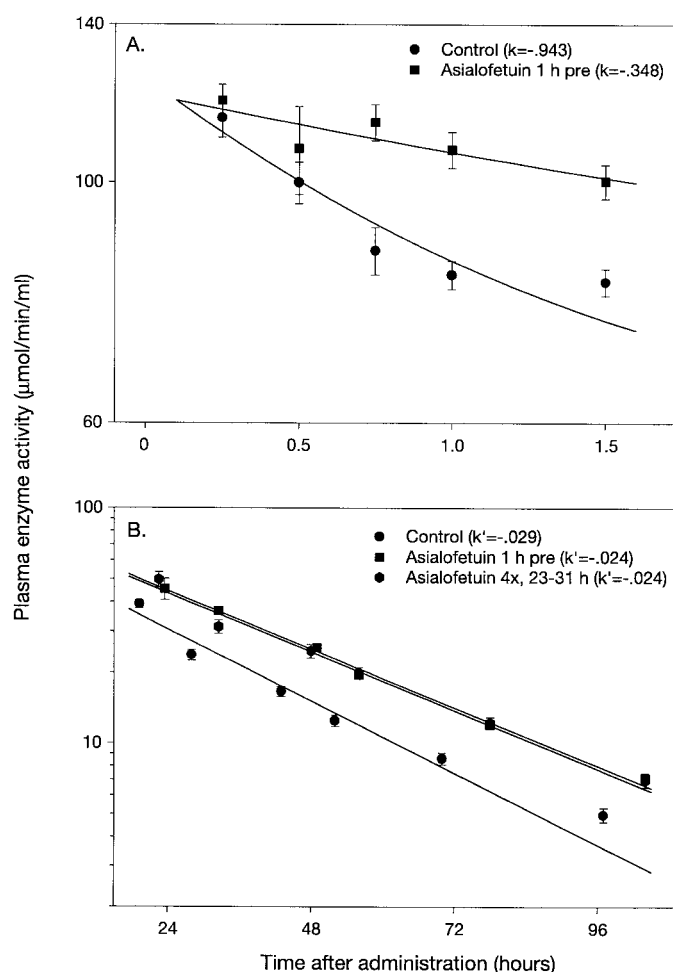 140
A.
Control (k=-.943)
Asialofetuin 1 h pre (k=-.348)
100
60
0
0.5
1.0
1.5
Plasma enzyme activity (μmol/min/ml)
100
B.
Control (k'=-.029)
Asialofetuin 1 h pre (k'=-.024)
Asialofetuin 4x, 23-31 h (k'=-.024)
10
24
48
72
96
Time after administration (hours)